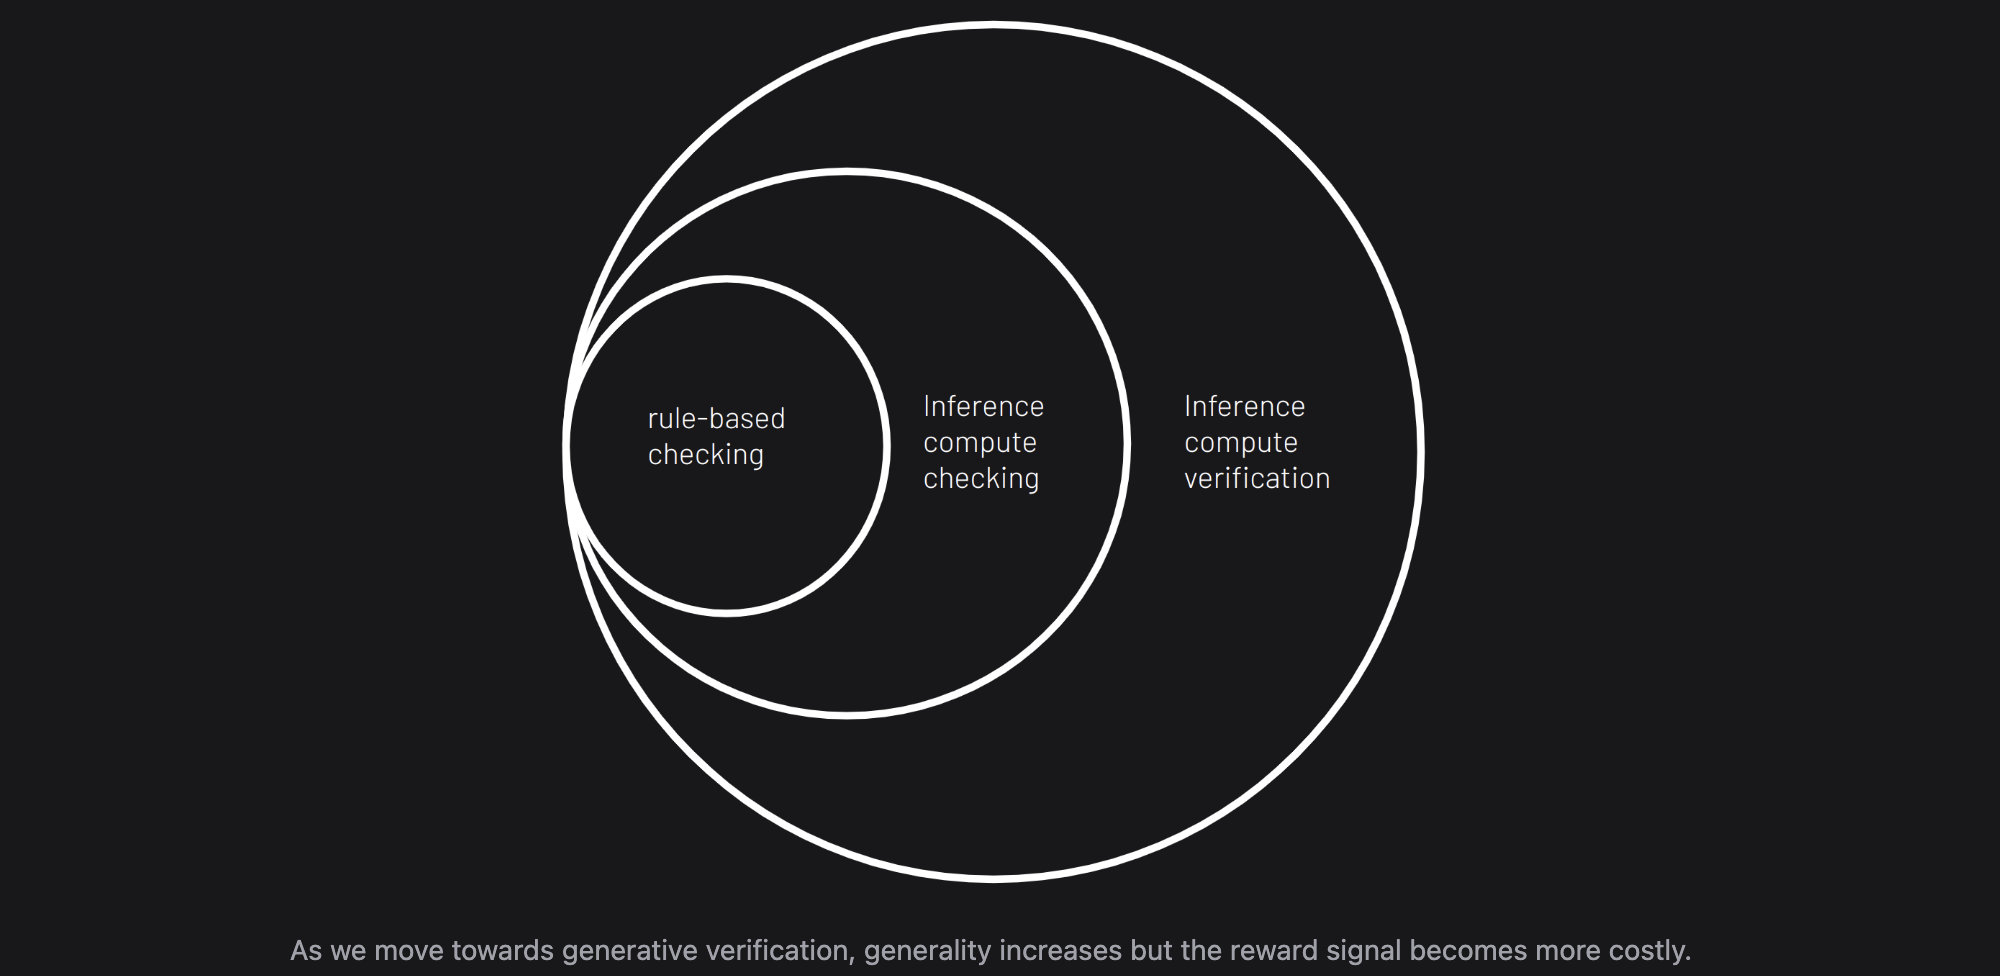 rule-based
checking
Inference
compute
checking
Inference
compute
verification
As we move towards generative verification, generality increases but the reward signal becomes more costly.